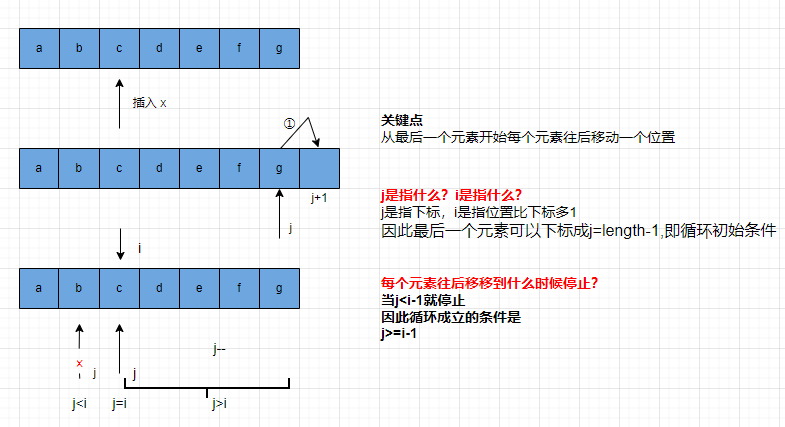 a b c d e f g
插入 x
①
关键点
从最后一个元素开始每个元素往后移动一个位置
a b c d e f g
j+1
j
j是指什么？i是指什么？
j是指下标，i是指位置比下标多1
因此最后一个元素可以下标成j=length-1,即循环初始条件
i
a b c d e f g
每个元素往后移移到什么时候停止？
当j<i-1就停止
因此循环成立的条件是
j>=i-1
j--
x
j
j
j<i
j=i
j>i